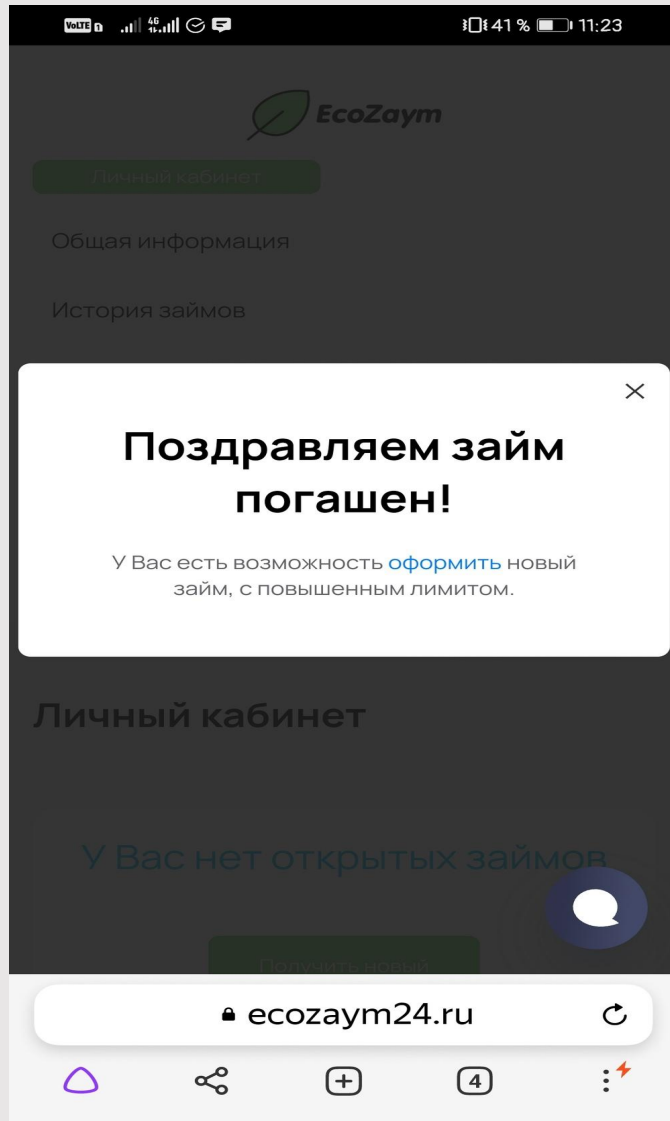 VoLTE 4G 41 % 11:23
EcoZaym
Личный кабинет
Общая информация
История займов
Поздравляем займ
погашен!
У Вас есть возможность оформить новый
займ, с повышенным лимитом.
Личный кабинет
У Вас нет открытых займов
Получить новый
ecozaym24.ru
4